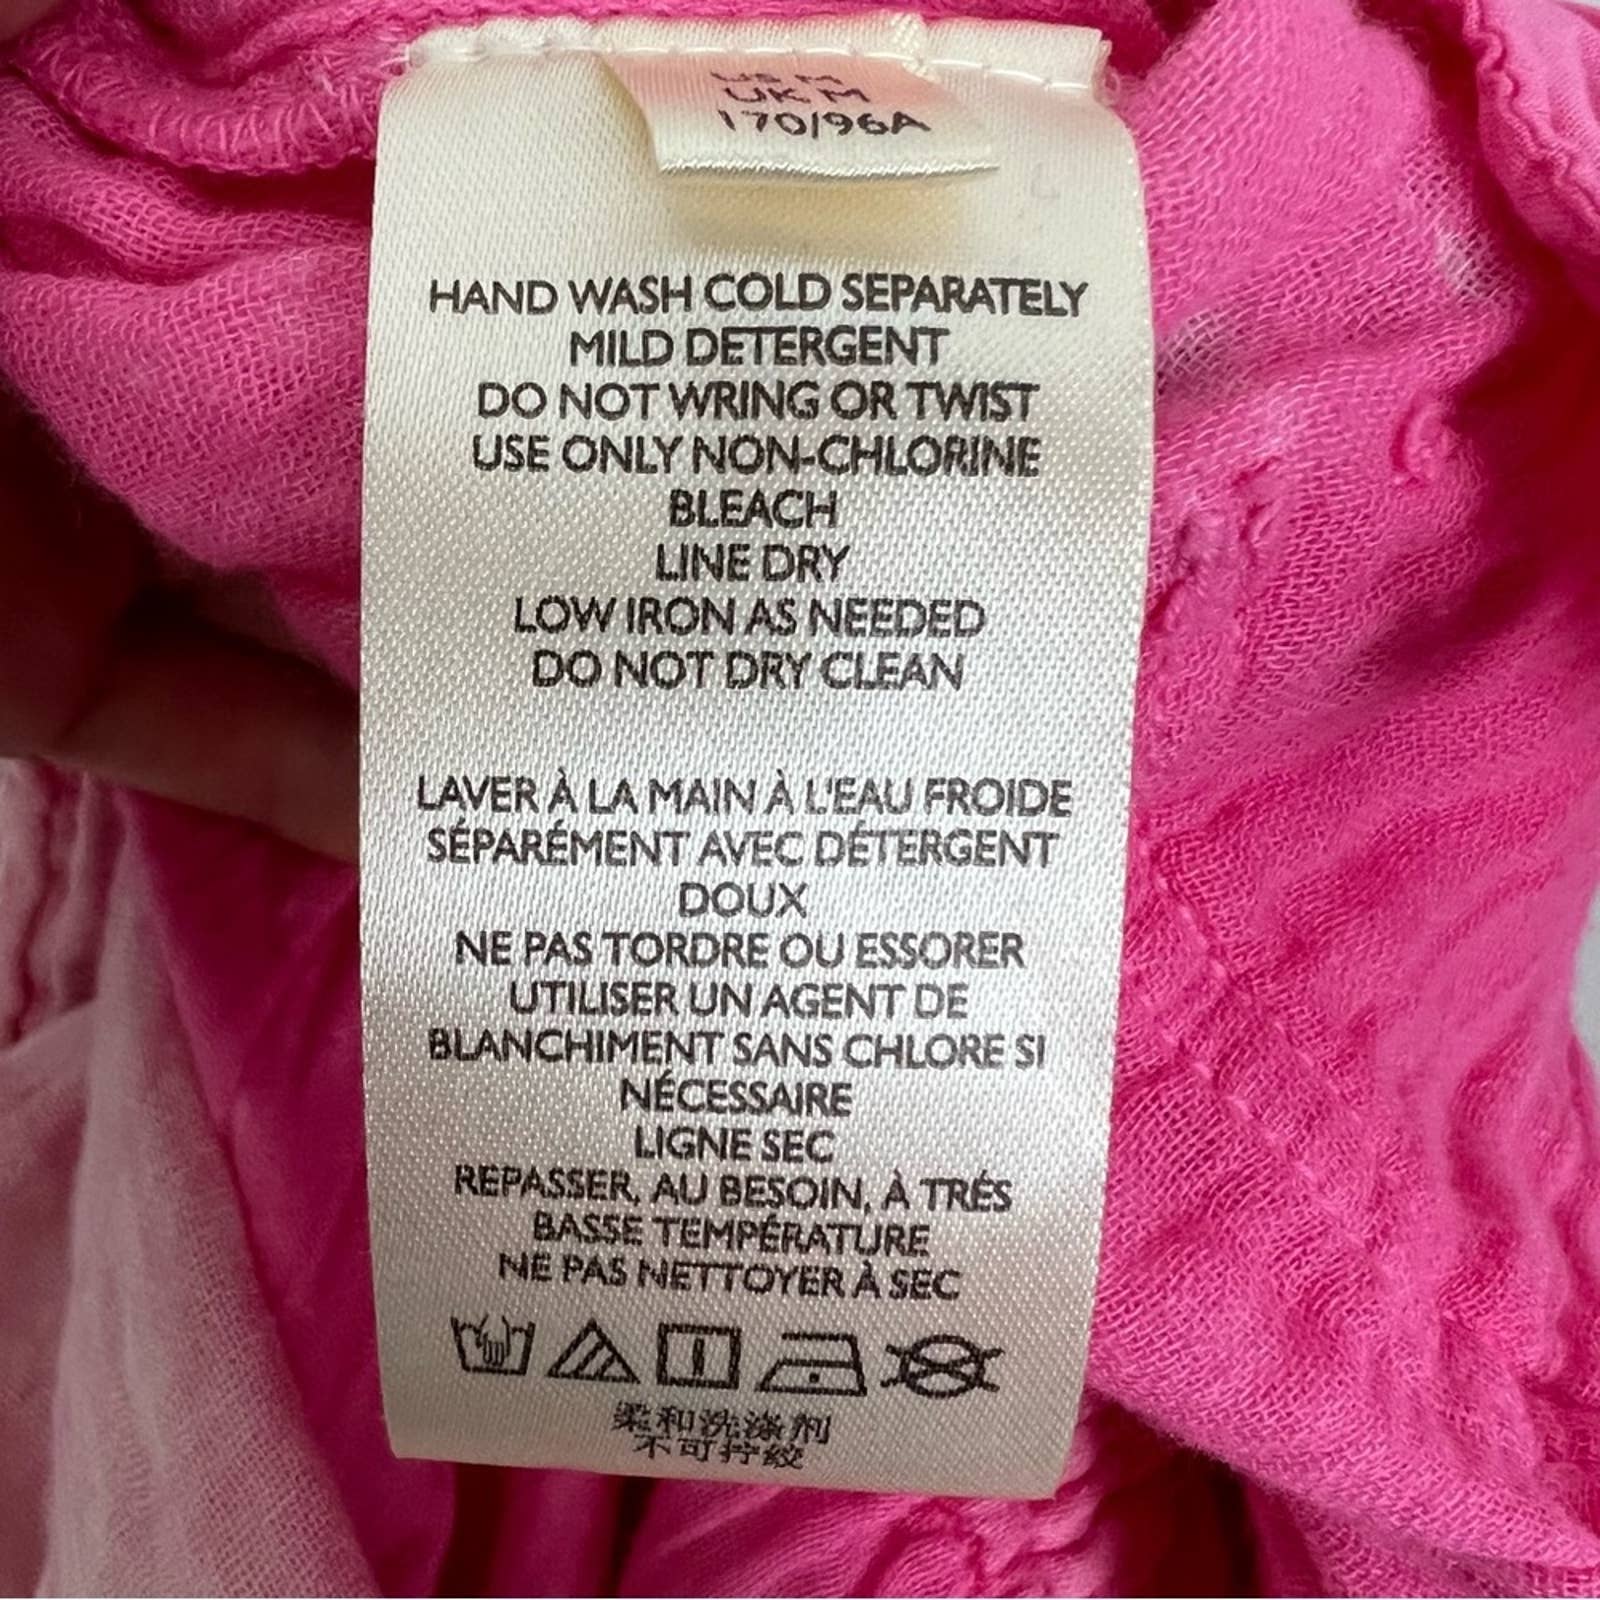 US M
UK M
170/96A
HAND WASH COLD SEPARATELY
MILD DETERGENT
DO NOT WRING OR TWIST
USE ONLY NON-CHLORINE
BLEACH
LINE DRY
LOW IRON AS NEEDED
DO NOT DRY CLEAN
LAVER À LA MAIN À L'EAU FROIDE
SÉPARÉMENT AVEC DÉTERGENT
DOUX
NE PAS TORDRE OU ESSORER
UTILISER UN AGENT DE
BLANCHIMENT SANS CHLORE SI
NÉCESSAIRE
LIGNE SEC
REPASSER, AU BESOIN, À TRÉS
BASSE TEMPÉRATURE
NE PAS NETTOYER À SEC
柔和洗涤剂
不可拧绞